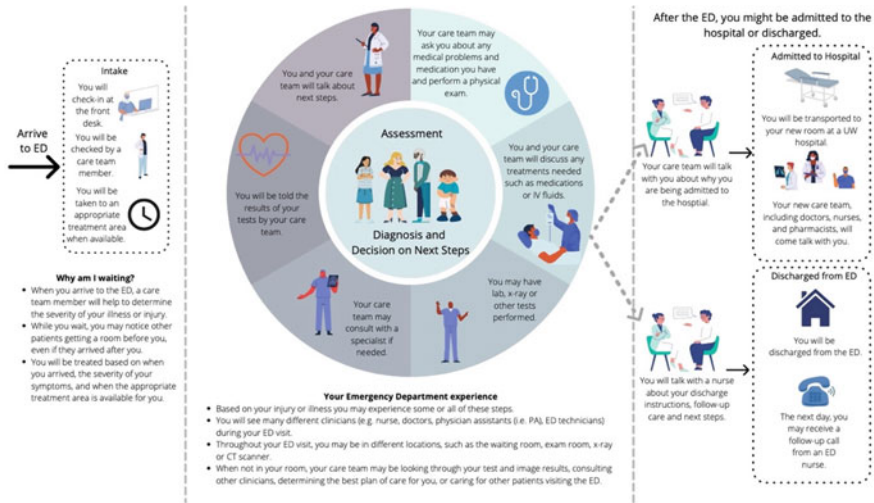 Arrive
to ED
Intake
You will
check-in at
the front
desk.
You will be
checked by a
care team
member.
You will be
taken to an
appropriate
treatment area
when available.
Why am I waiting?
• When you arrive to the ED, a care
team member will help to determine
the severity of your illness or injury.
• While you wait, you may notice other
patients getting a room before you,
even if they arrived after you.
• You will be treated based on when
you arrived, the severity of your
symptoms, and when the appropriate
treatment area is available for you.
Assessment
Diagnosis and
Decision on Next Steps
Your care team may
ask you about any
medical problems and
medication you have
and perform a physical
exam.
You and your care
team will discuss any
treatments needed
such as medications
or IV fluids.
You may have
lab, x-ray or
other tests
performed.
Your care
team may
consult with a
specialist if
needed.
You will be told the
results of your
tests by your care
team.
You and your care
team will talk about
next steps.
Your Emergency Department experience
• Based on your injury or illness you may experience some or all of these steps.
• You will see many different clinicians (e.g. nurse, doctors, physician assistants (i.e. PA), ED technicians)
during your ED visit.
• Throughout your ED visit, you may be in different locations, such as the waiting room, exam room, x-ray
or CT scanner.
• When not in your room, your care team may be looking through your test and image results, consulting
other clinicians, determining the best plan of care for you, or caring for other patients visiting the ED.
After the ED, you might be admitted to the
hospital or discharged.
Your care team will talk
with you about why you
are being admitted to
the hosptial.
Admitted to Hospital
You will be transported to
your new room at a UW
hospital.
Your new care team,
including doctors, nurses,
and pharmacists, will
come talk with you.
You will talk with a nurse
about your discharge
instructions, follow-up
care and next steps.
Discharged from ED
You will be
discharged from the ED.
The next day, you
may receive a
follow-up call
from an ED
nurse.